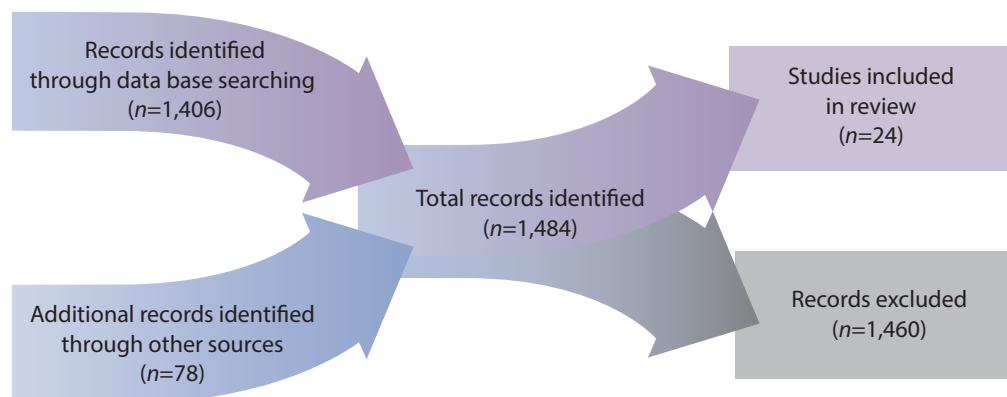 Records identified
through data base searching
(n=1,406)
Additional records identified
through other sources
(n=78)
Total records identified
(n=1,484)
Studies included
in review
(n=24)
Records excluded
(n=1,460)